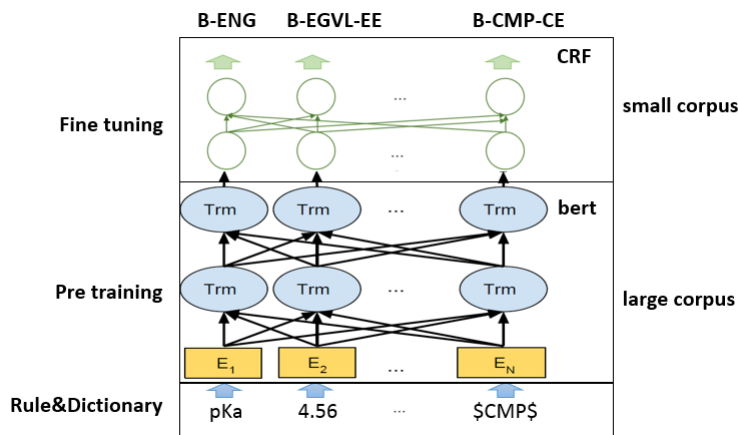 B-ENG B-EGVL-EE B-CMP-CE
CRF
...
Fine tuning small corpus
...
Trm Trm ... Trm bert
Pre training Trm Trm ... Trm large corpus
E1 E2 ... EN
Rule&Dictionary pKa 4.56 ... $CMP$